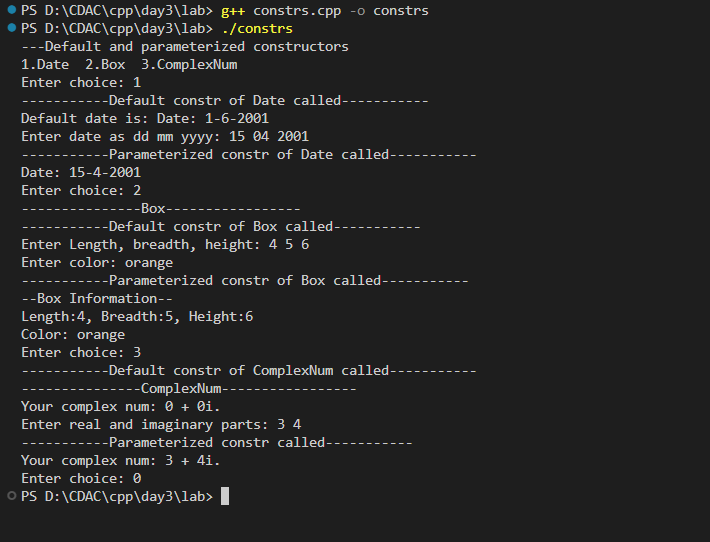 PS D:\CDAC\cpp\day3\lab> g++ constrs.cpp -o constrs
PS D:\CDAC\cpp\day3\lab> ./constrs
---Default and parameterized constructors
1.Date  2.Box  3.ComplexNum
Enter choice: 1
-----------Default constr of Date called-----------
Default date is: Date: 1-6-2001
Enter date as dd mm yyyy: 15 04 2001
-----------Parameterized constr of Date called-----------
Date: 15-4-2001
Enter choice: 2
---------------Box-----------------
-----------Default constr of Box called-----------
Enter Length, breadth, height: 4 5 6
Enter color: orange
-----------Parameterized constr of Box called-----------
--Box Information--
Length:4, Breadth:5, Height:6
Color: orange
Enter choice: 3
-----------Default constr of ComplexNum called-----------
---------------ComplexNum-----------------
Your complex num: 0 + 0i.
Enter real and imaginary parts: 3 4
-----------Parameterized constr called-----------
Your complex num: 3 + 4i.
Enter choice: 0
PS D:\CDAC\cpp\day3\lab>